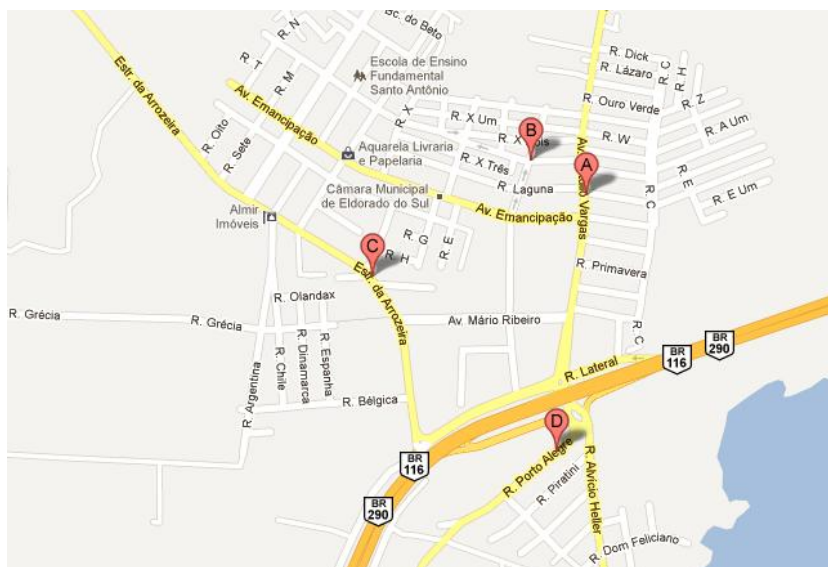 Estr. da Arrozeira
R. T
R. N
R. M
Bc. do Beto
Escola de Ensino
Fundamental
Santo Antônio
R. Dick
R. Lázaro
R. C
R. H
R. Ouro Verde
R. Z
R. Oito
R. Sete
Av. Emancipação
R. X
R. X Um
B
R. W
R. A Um
Aquarela Livraria
e Papelaria
R. X Três
R. Laguna
A
Vargas
R. C
R. E
R. E Um
Câmara Municipal
de Eldorado do Sul
Av. Emancipação
Almir
Imóveis
C
R. H
R. G
R. E
R. Primavera
Estr. da Arrozeira
R. Olandax
R. Grécia
R. Grécia
Av. Mário Ribeiro
R. C
BR
116
BR
290
R. Argentina
R. Chile
R. Dinamarca
R. Espanha
R. Lateral
R. Bélgica
D
BR
116
BR
290
R. Porto Alegre
R. Piratini
R. Alvício Heller
R. Dom Feliciano